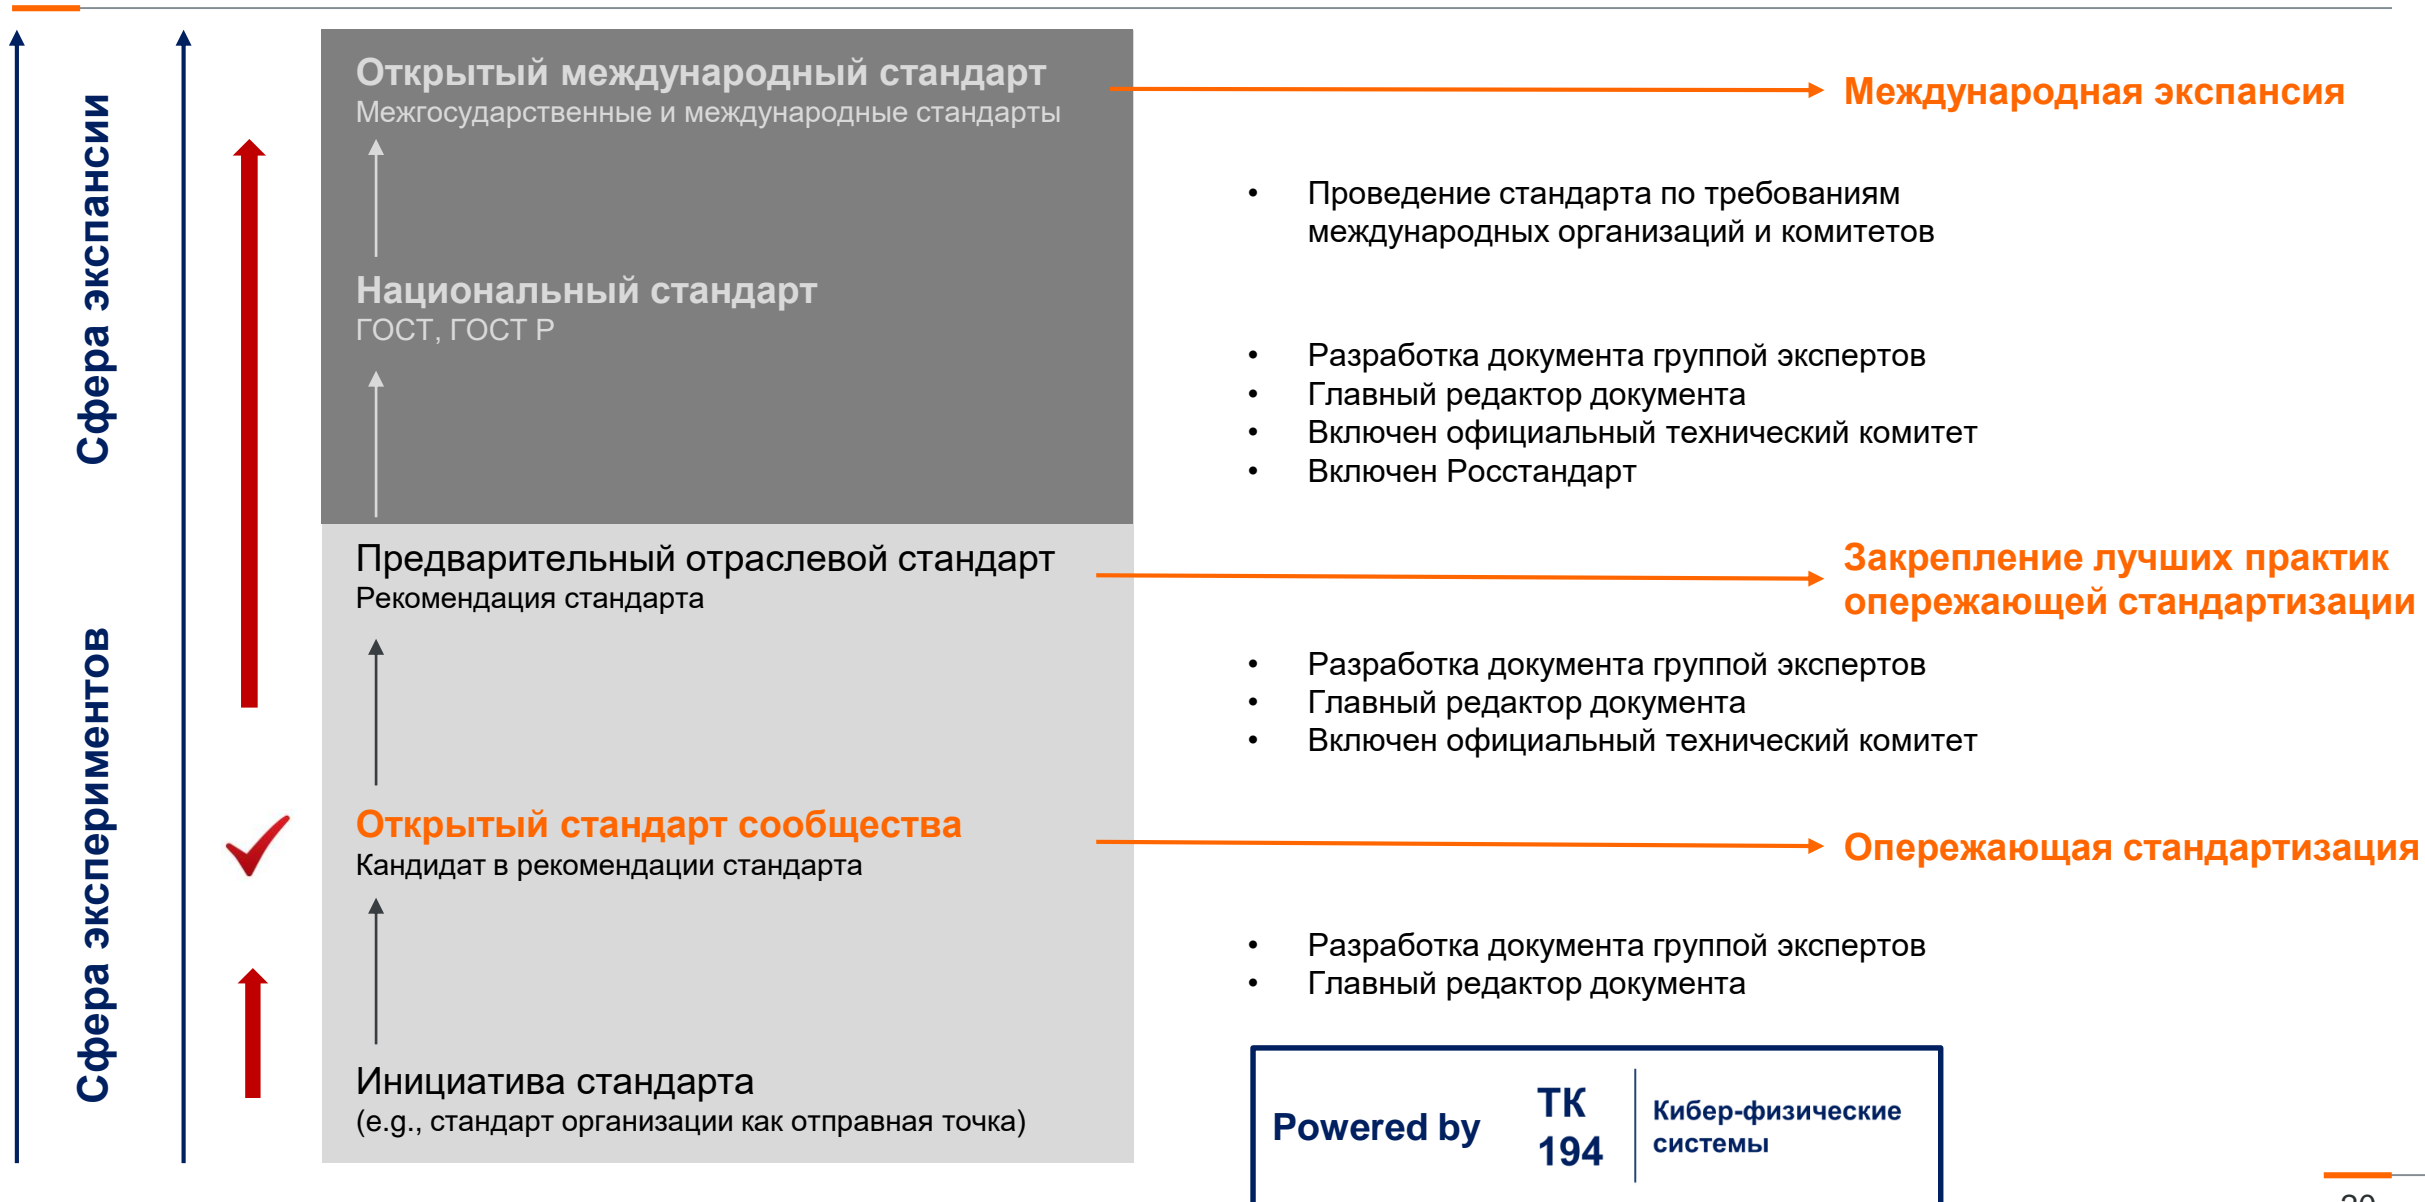 Сфера экспансии
Сфера экспериментов
Открытый международный стандарт
Межгосударственные и международные стандарты
Международная экспансия
• Проведение стандарта по требованиям
международных организаций и комитетов
Национальный стандарт
ГОСТ, ГОСТ Р
• Разработка документа группой экспертов
• Главный редактор документа
• Включен официальный технический комитет
• Включен Росстандарт
Предварительный отраслевой стандарт
Рекомендация стандарта
Закрепление лучших практик
опережающей стандартизации
• Разработка документа группой экспертов
• Главный редактор документа
• Включен официальный технический комитет
Открытый стандарт сообщества
Кандидат в рекомендации стандарта
Опережающая стандартизация
• Разработка документа группой экспертов
• Главный редактор документа
Инициатива стандарта
(e.g., стандарт организации как отправная точка)
Powered by
ТК
194
Кибер-физические
системы